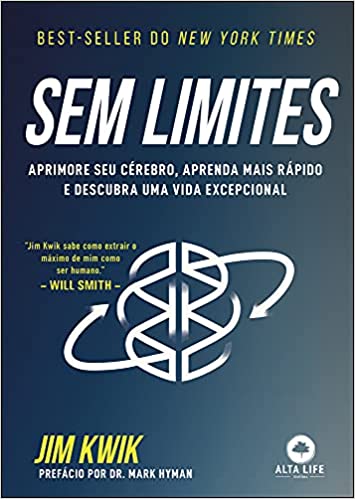 BEST-SELLER DO NEW YORK TIMES
SEM LIMITES
APRIMORE SEU CÉREBRO, APRENDA MAIS RÁPIDO
E DESCUBRA UMA VIDA EXCEPCIONAL
"Jim Kwik sabe como extrair o
máximo de mim como
ser humano."
– WILL SMITH –
JIM KWIK
PREFÁCIO POR DR. MARK HYMAN
ALTA LIFE